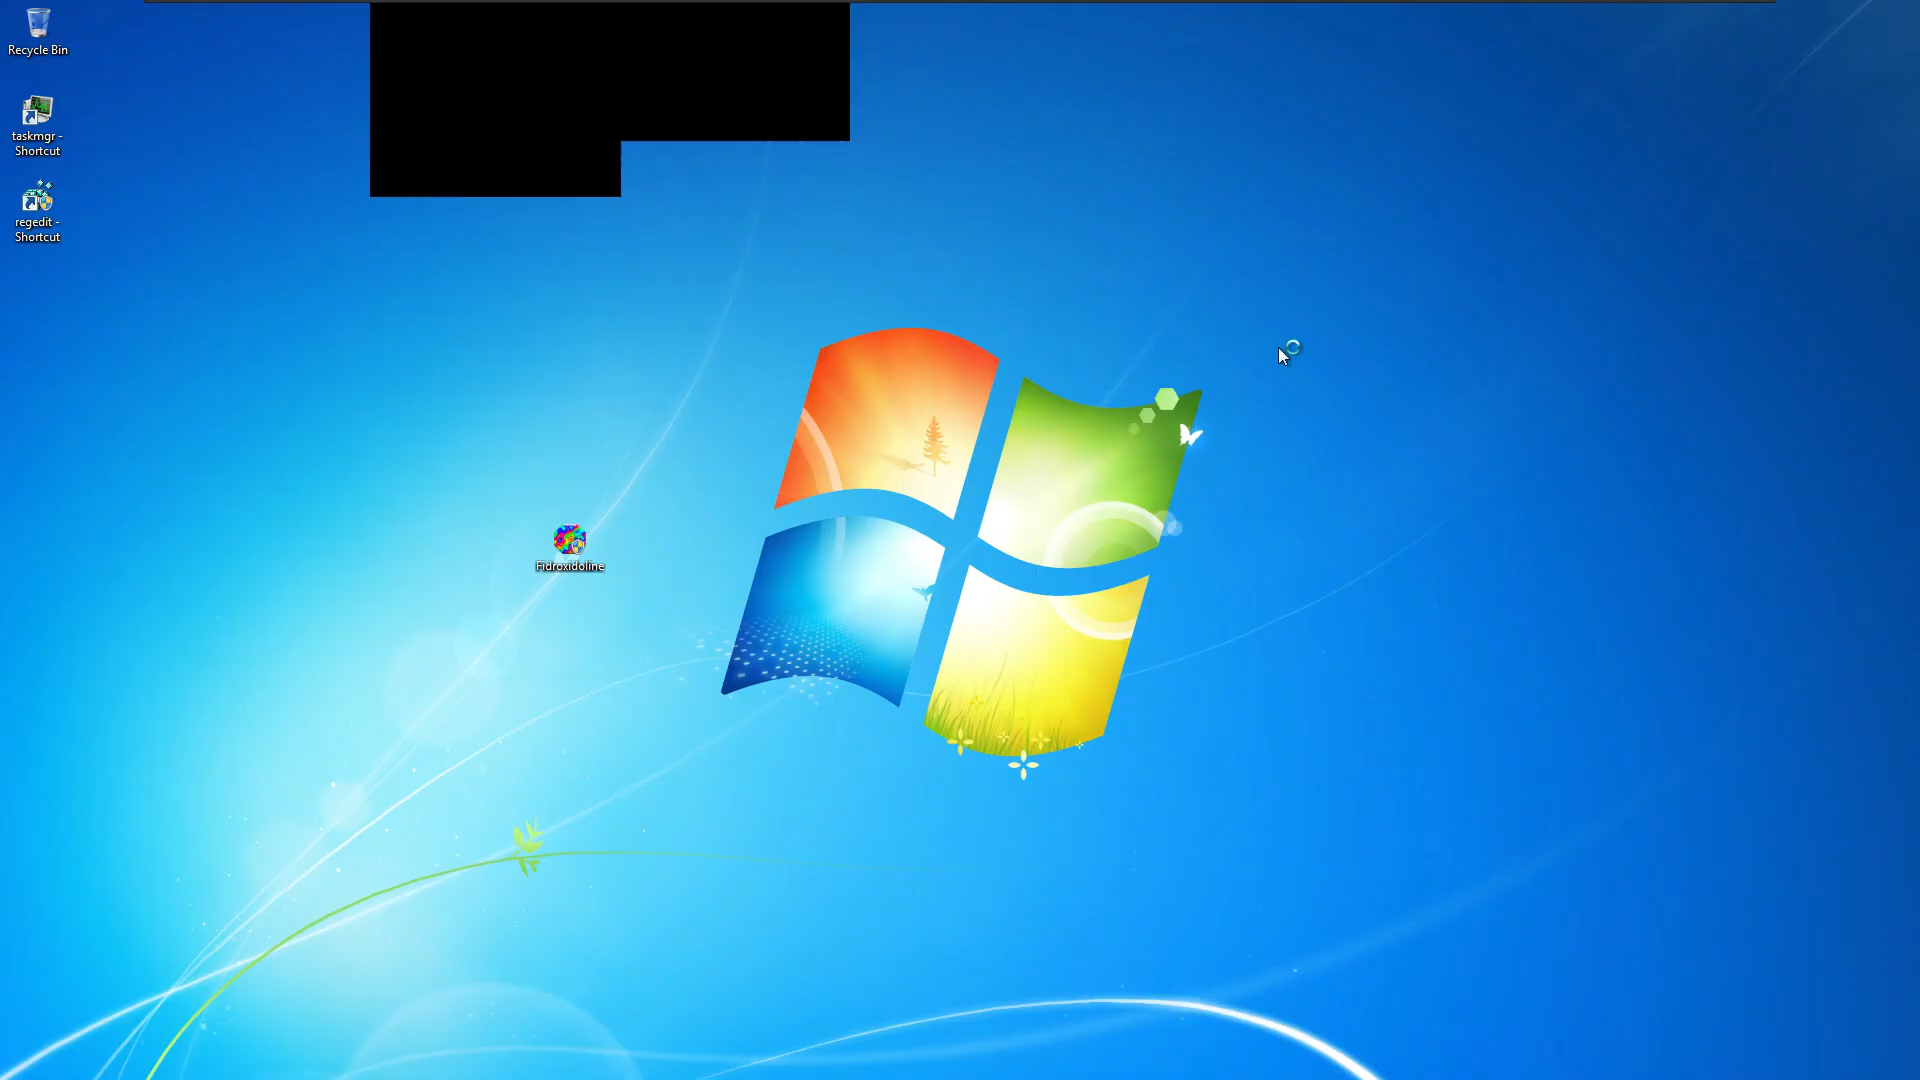 Recycle Bin
taskmgr -
Shortcut
regedit -
Shortcut
Fidroxidoline